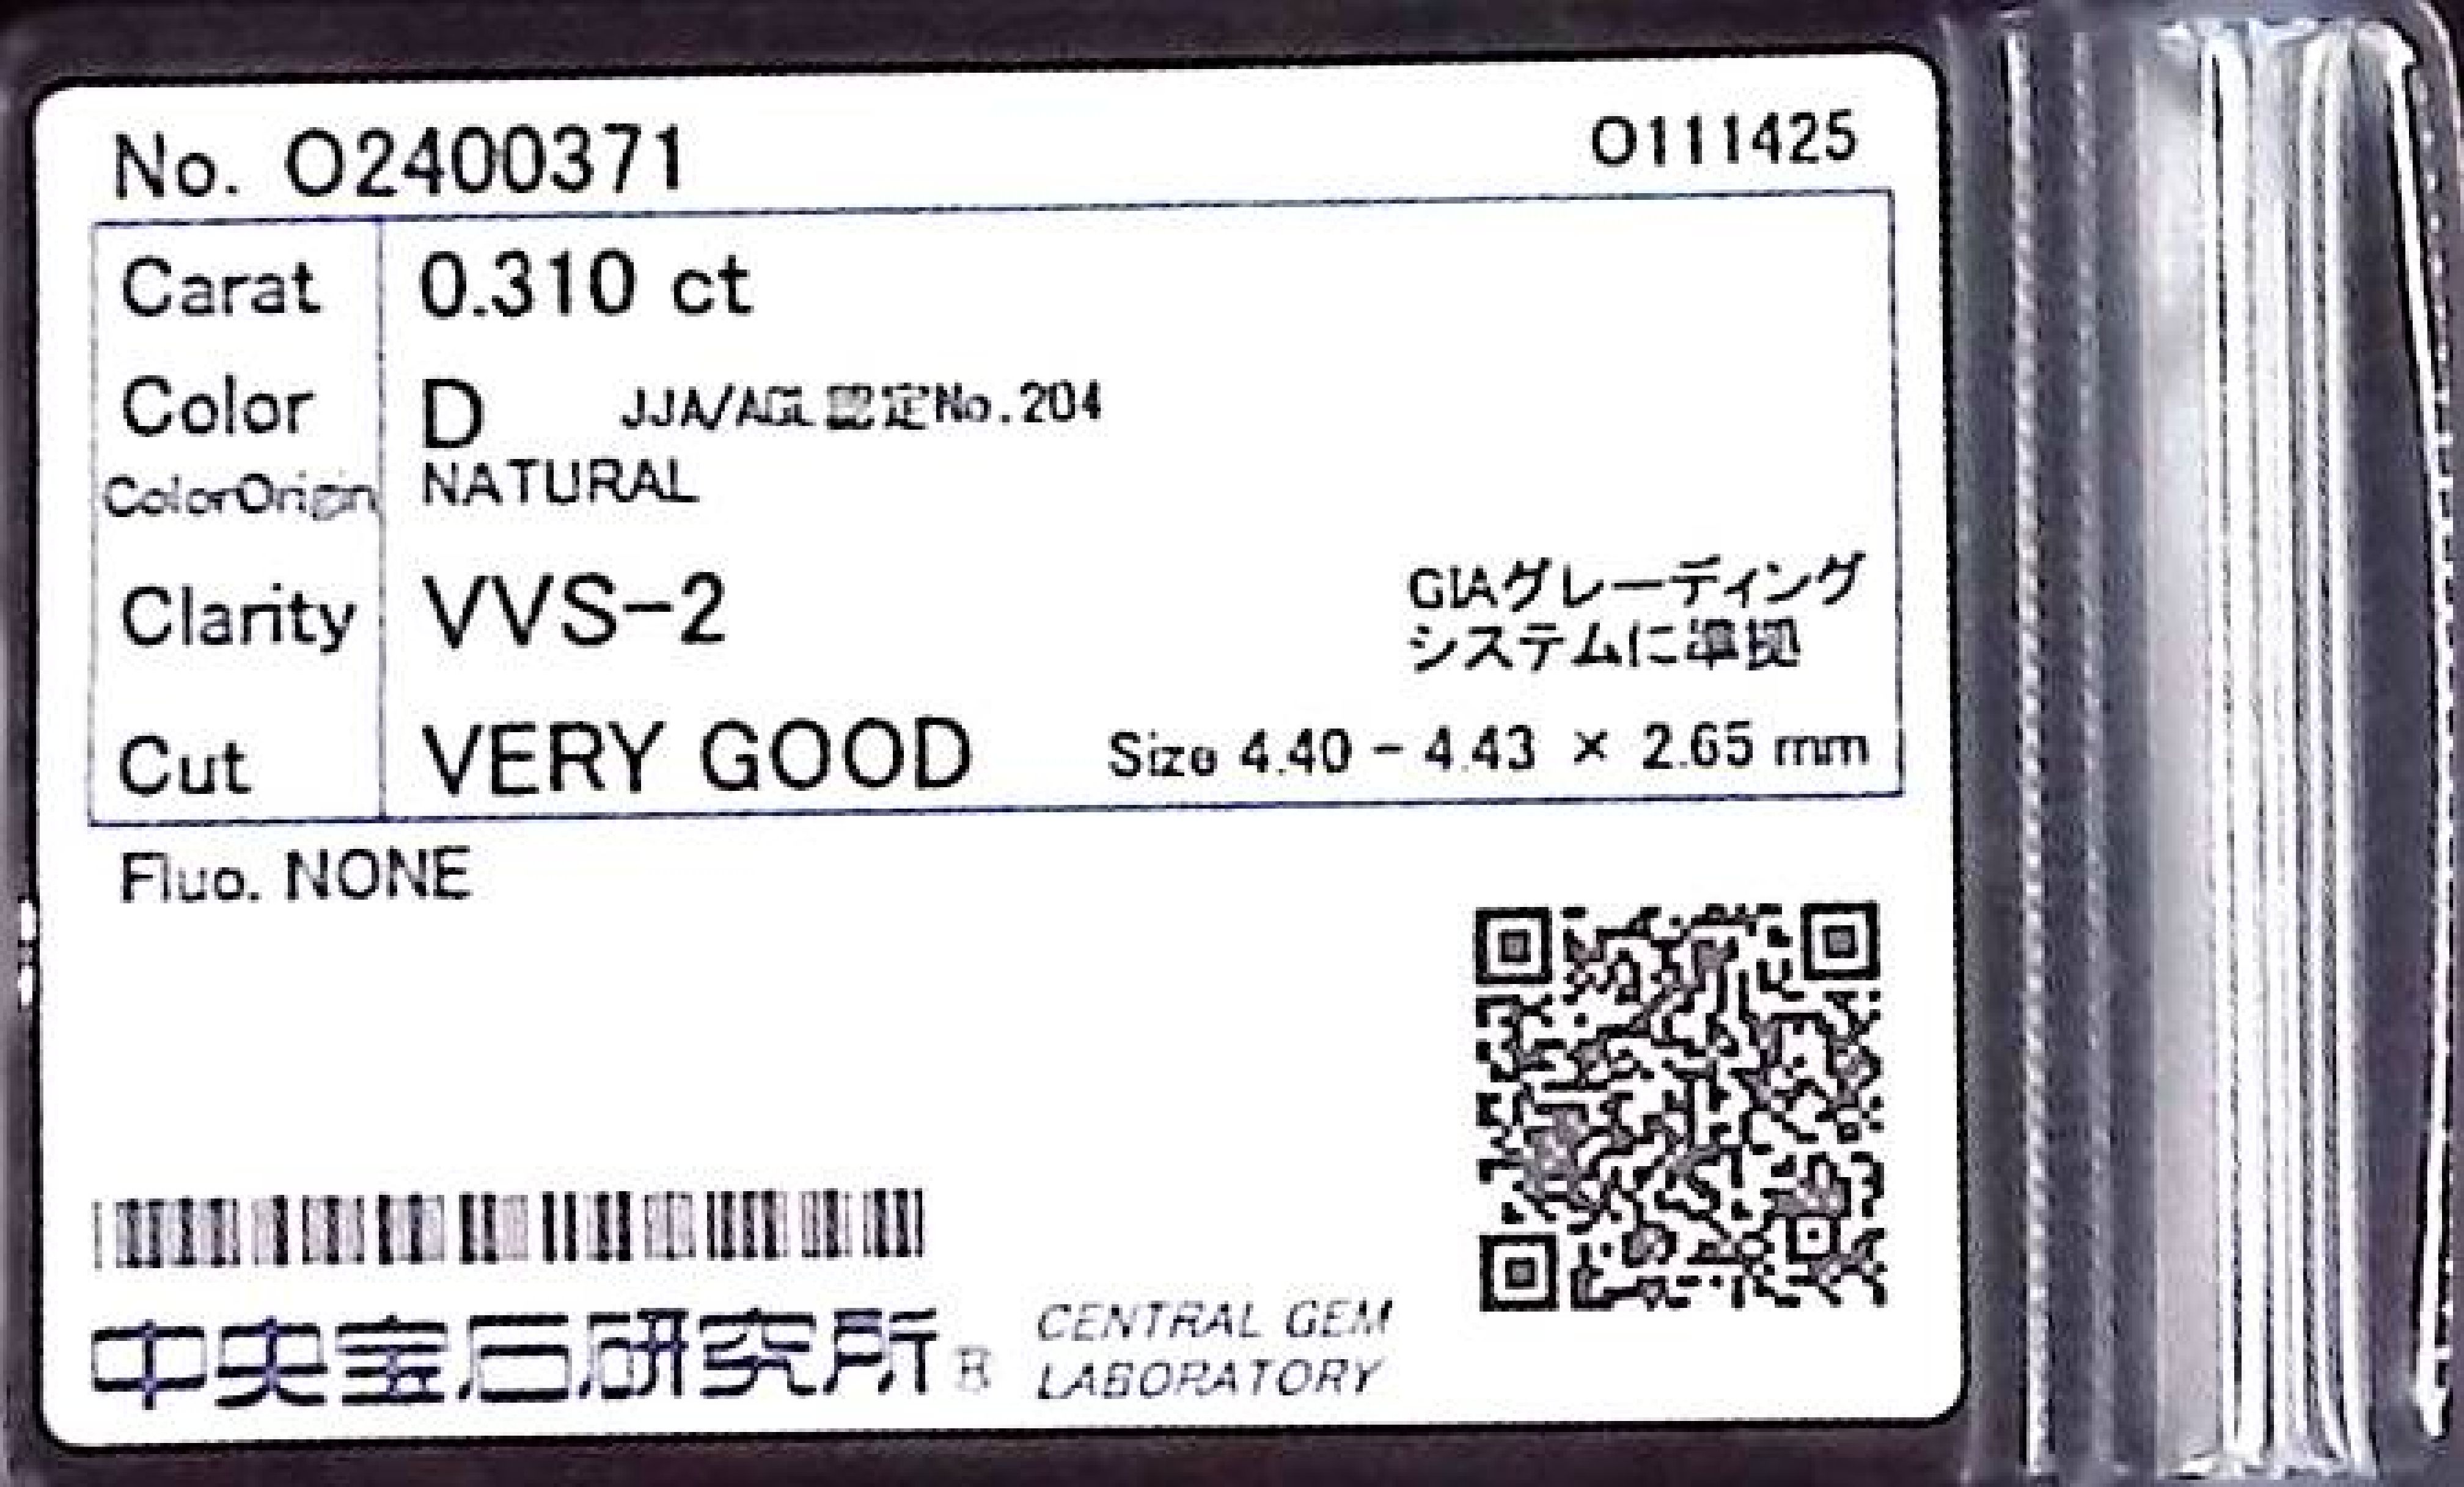 No. O2400371
O111425
Carat 0.310 ct
Color D JJA/AGL認定No.204
ColorOrigin NATURAL
Clarity VVS-2
GIAグレーディング
システムに準拠
Cut VERY GOOD Size 4.40 - 4.43 × 2.65 mm
Fluo. NONE
中央宝石研究所
CENTRAL GEM
LABORATORY